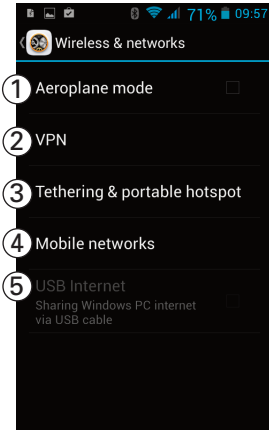 71% 09:57
Wireless & networks
1 Aeroplane mode
2 VPN
3 Tethering & portable hotspot
4 Mobile networks
5 USB Internet
Sharing Windows PC internet
via USB cable